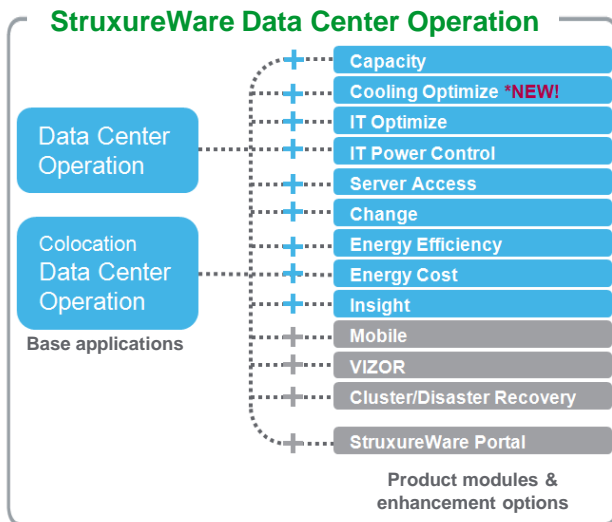 StruxureWare Data Center Operation
Data Center
Operation
Colocation
Data Center
Operation
Base applications
Capacity
Cooling Optimize *NEW!
IT Optimize
IT Power Control
Server Access
Change
Energy Efficiency
Energy Cost
Insight
Mobile
VIZOR
Cluster/Disaster Recovery
StruxureWare Portal
Product modules &
enhancement options